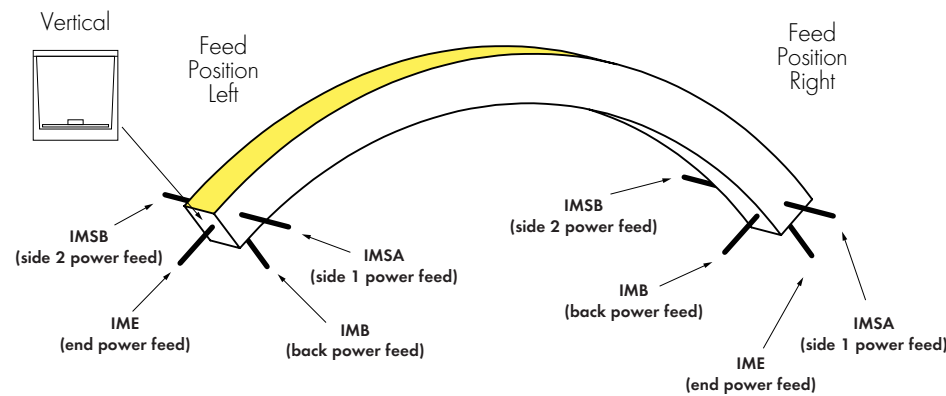 Vertical
Feed
Position
Left
Feed
Position
Right
IMSB
(side 2 power feed)
IME
(end power feed)
IMSA
(side 1 power feed)
IMB
(back power feed)
IMSB
(side 2 power feed)
IMB
(back power feed)
IMSA
(side 1 power feed)
IME
(end power feed)